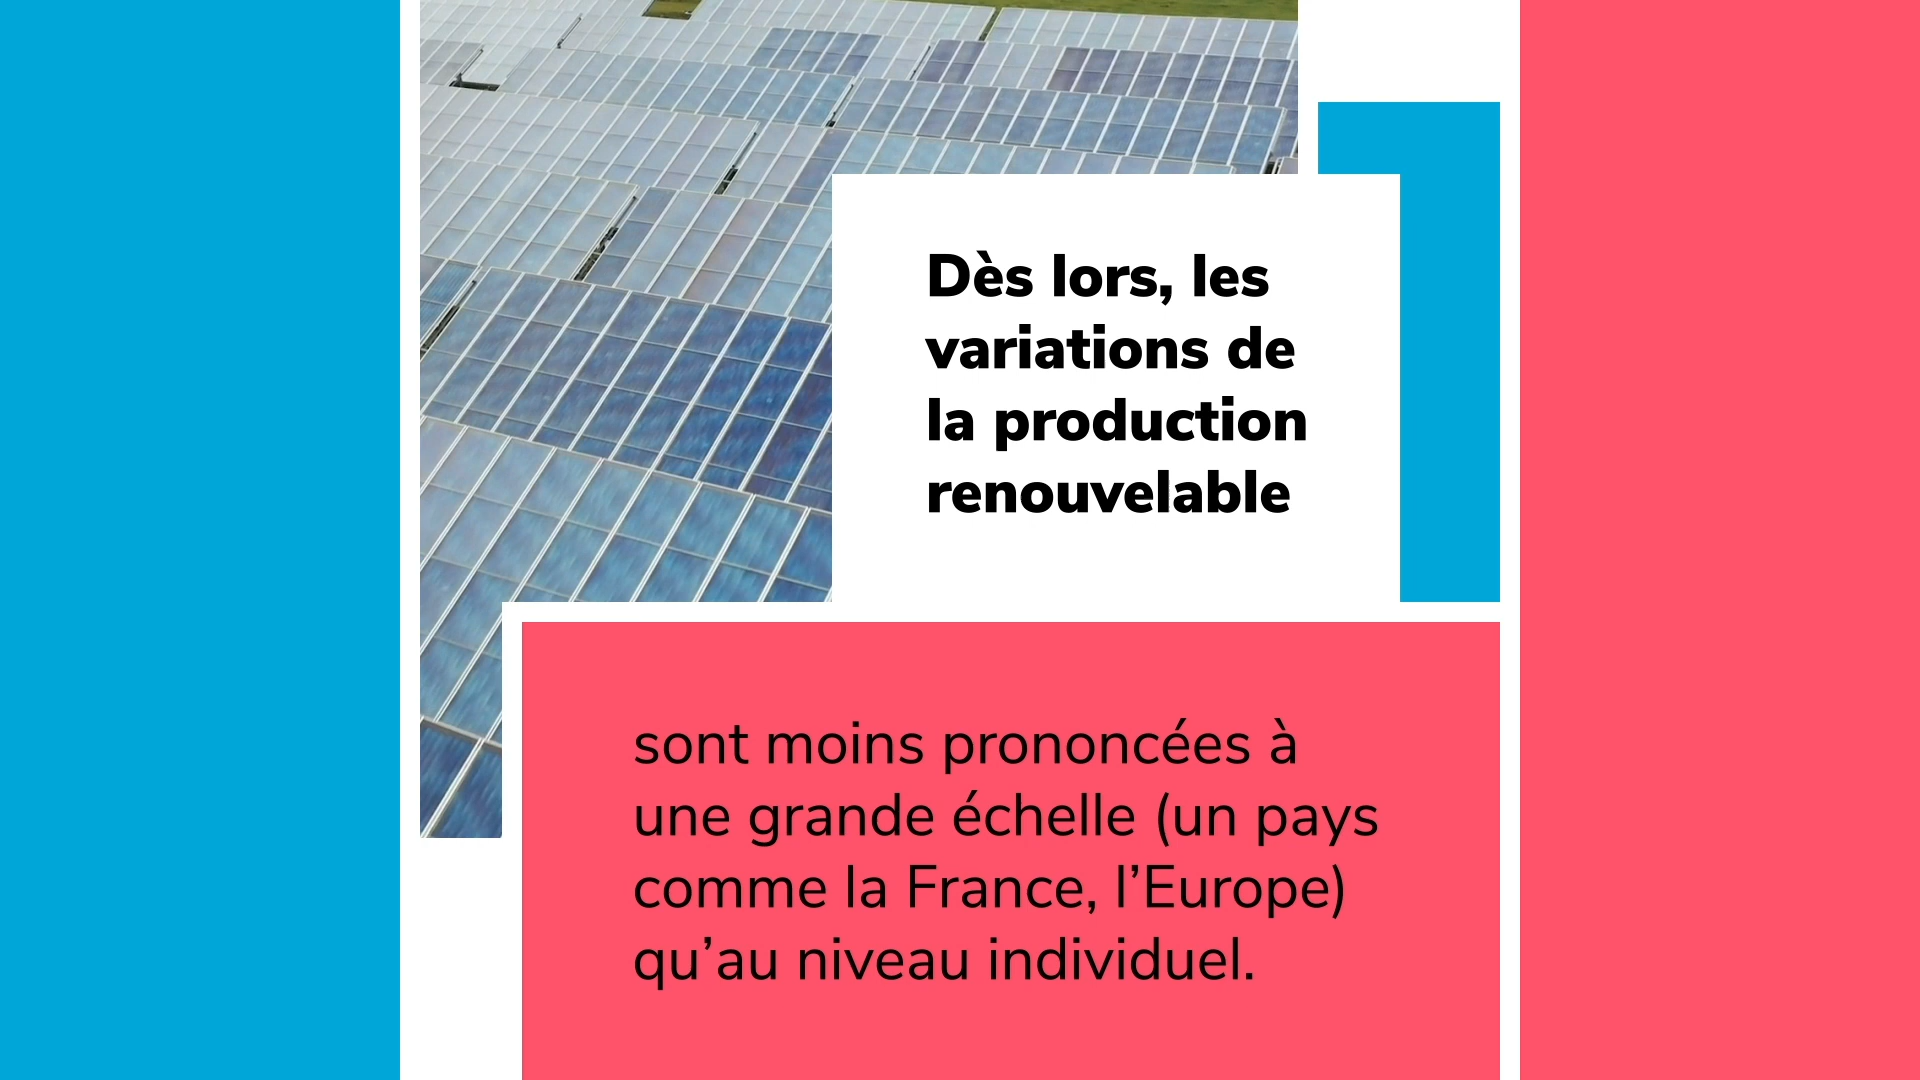 Dès lors, les
variations de
la production
renouvelable
sont moins prononcées à
une grande échelle (un pays
comme la France, l’Europe)
qu’au niveau individuel.